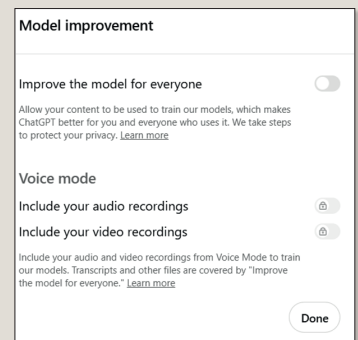 Model improvement
Improve the model for everyone
Allow your content to be used to train our models, which makes
ChatGPT better for you and everyone who uses it. We take steps
to protect your privacy. Learn more
Voice mode
Include your audio recordings
Include your video recordings
Include your audio and video recordings from Voice Mode to train
our models. Transcripts and other files are covered by "Improve
the model for everyone." Learn more
Done